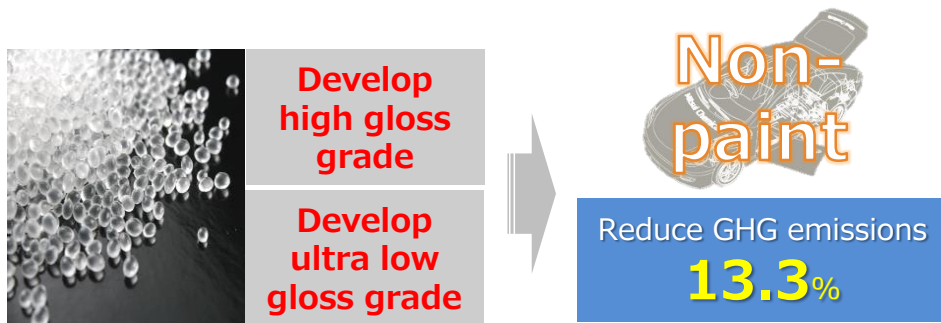 Develop
high gloss
grade
Develop
ultra low
gloss grade
Non-
paint
Reduce GHG emissions
13.3%